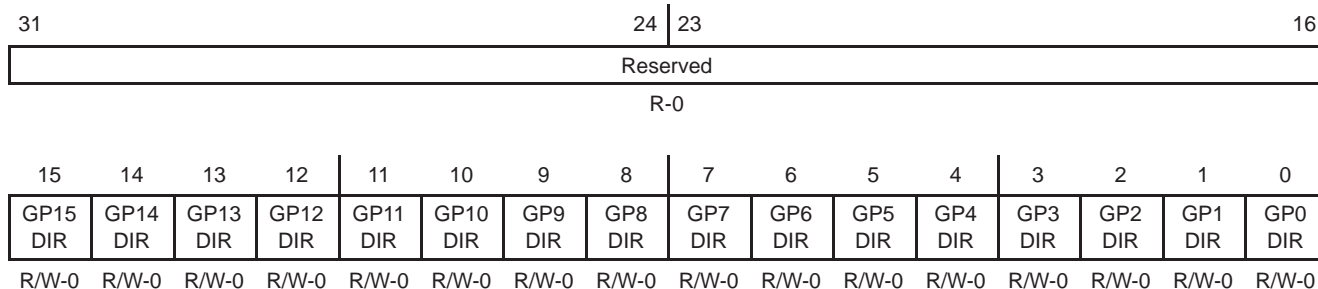 31 24 23 16
Reserved
R-0
15 14 13 12 11 10 9 8 7 6 5 4 3 2 1 0
GP15 GP14 GP13 GP12 GP11 GP10 GP9 GP8 GP7 GP6 GP5 GP4 GP3 GP2 GP1 GP0
DIR DIR DIR DIR DIR DIR DIR DIR DIR DIR DIR DIR DIR DIR DIR DIR
R/W-0 R/W-0 R/W-0 R/W-0 R/W-0 R/W-0 R/W-0 R/W-0 R/W-0 R/W-0 R/W-0 R/W-0 R/W-0 R/W-0 R/W-0 R/W-0